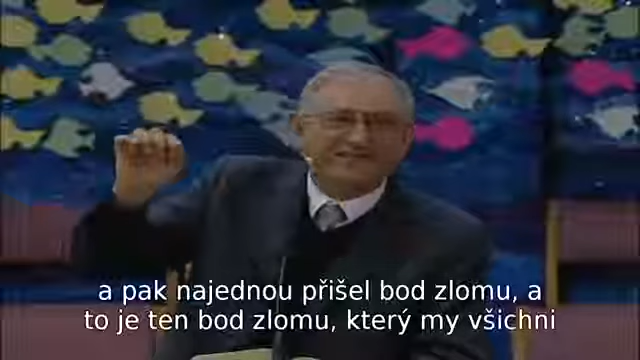 a pak najednou přišel bod zlomu, a
to je ten bod zlomu, který my všichni